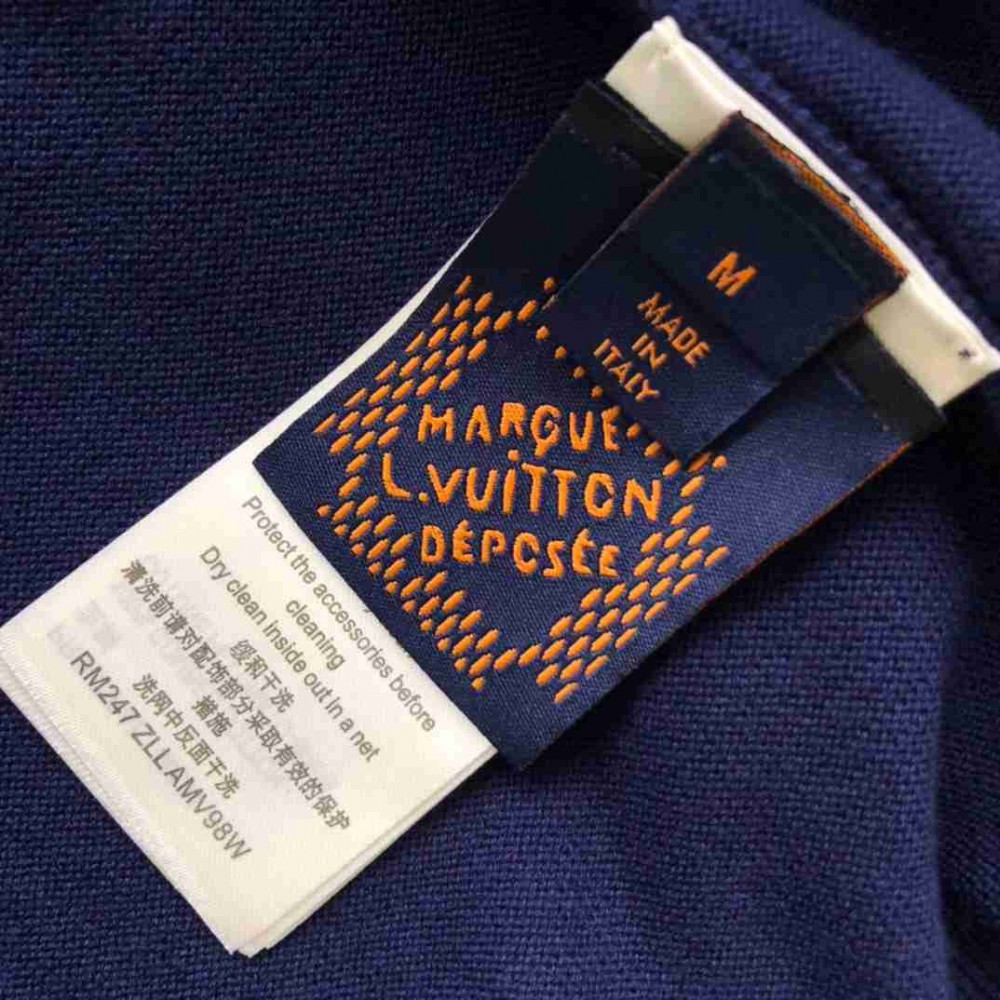 M
MADE
IN
ITALY
MARQUE
L.VUITTON
DÉPOSÉE
Protect the accessories before
cleaning
Dry clean inside out in a net
缓和干洗
清洗前请对配饰部分采取有效的保护
措施
洗网中反面干洗
RM247 ZLL AMV98W